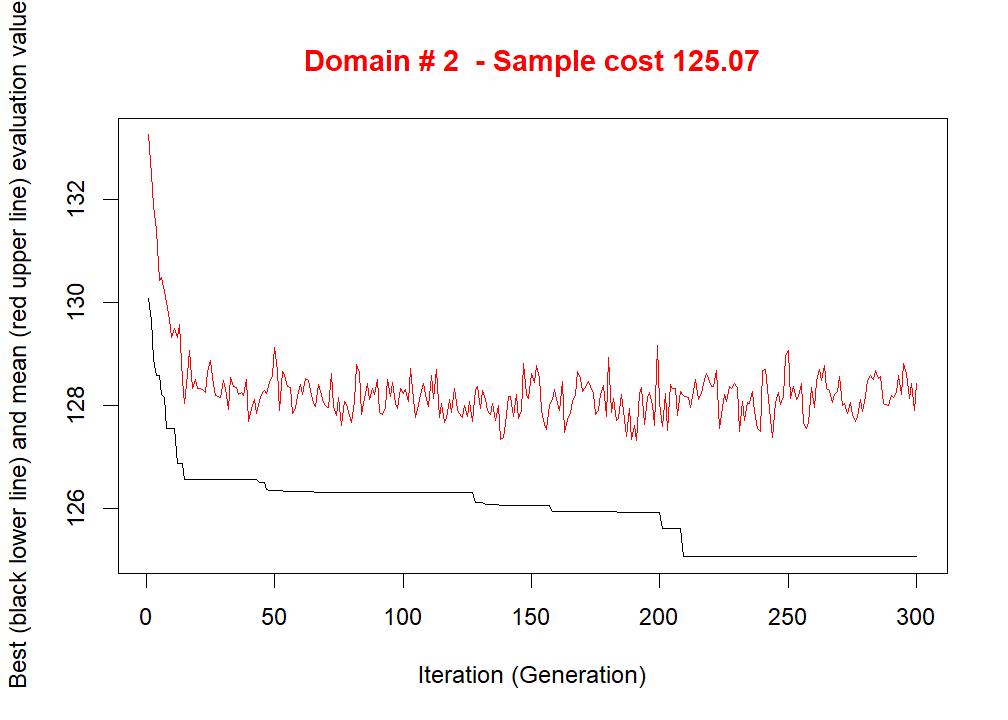 Domain # 2  - Sample cost 125.07
Best (black lower line) and mean (red upper line) evaluation value
132
130
128
126
0 50 100 150 200 250 300
Iteration (Generation)